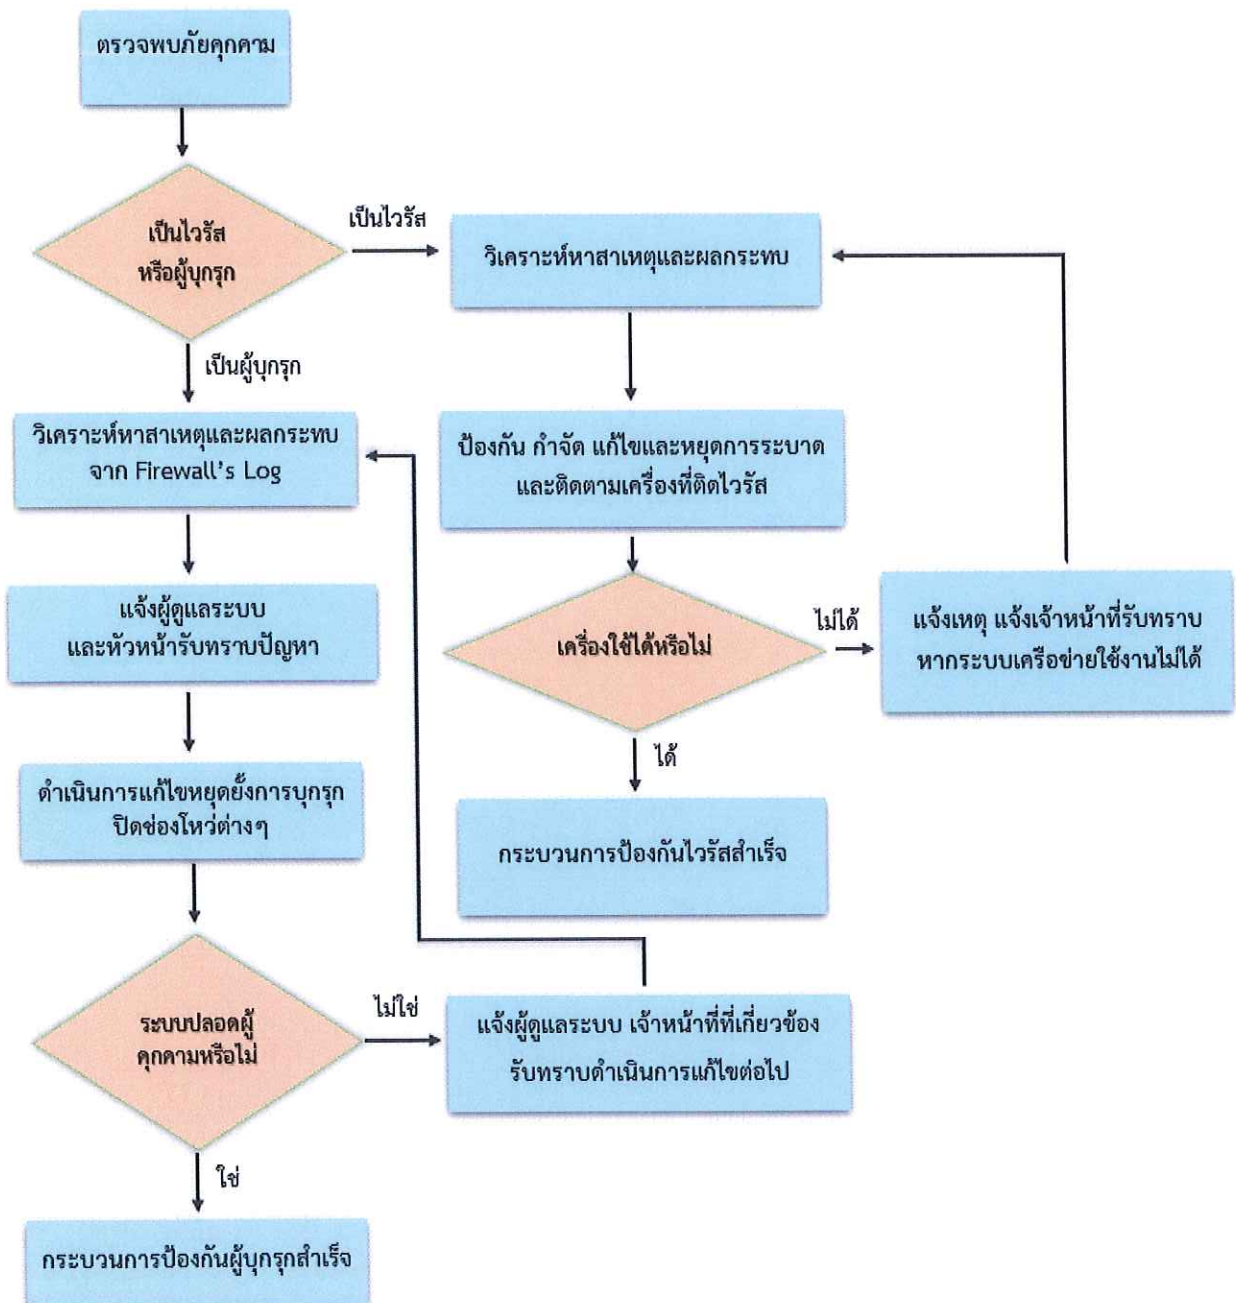 ตรวจพบภัยคุกคาม
เป็นไวรัส
หรือผู้บุกรุก
เป็นไวรัส
วิเคราะห์หาสาเหตุและผลกระทบ
เป็นผู้บุกรุก
วิเคราะห์หาสาเหตุและผลกระทบ
จาก Firewall's Log
ป้องกัน กำจัด แก้ไขและหยุดการระบาด
และติดตามเครื่องที่ติดไวรัส
แจ้งผู้ดูแลระบบ
และหัวหน้ารับทราบปัญหา
เครื่องใช้ได้หรือไม่
ไม่ได้
แจ้งเหตุ แจ้งเจ้าหน้าที่รับทราบ
หากระบบเครือข่ายใช้งานไม่ได้
ได้
ดำเนินการแก้ไขหยุดยั้งการบุกรุก
ปิดช่องโหว่ต่างๆ
กระบวนการป้องกันไวรัสสำเร็จ
ระบบปลอดผู้
คุกคามหรือไม่
ไม่ใช่
แจ้งผู้ดูแลระบบ เจ้าหน้าที่ที่เกี่ยวข้อง
รับทราบดำเนินการแก้ไขต่อไป
ใช่
กระบวนการป้องกันผู้บุกรุกสำเร็จ